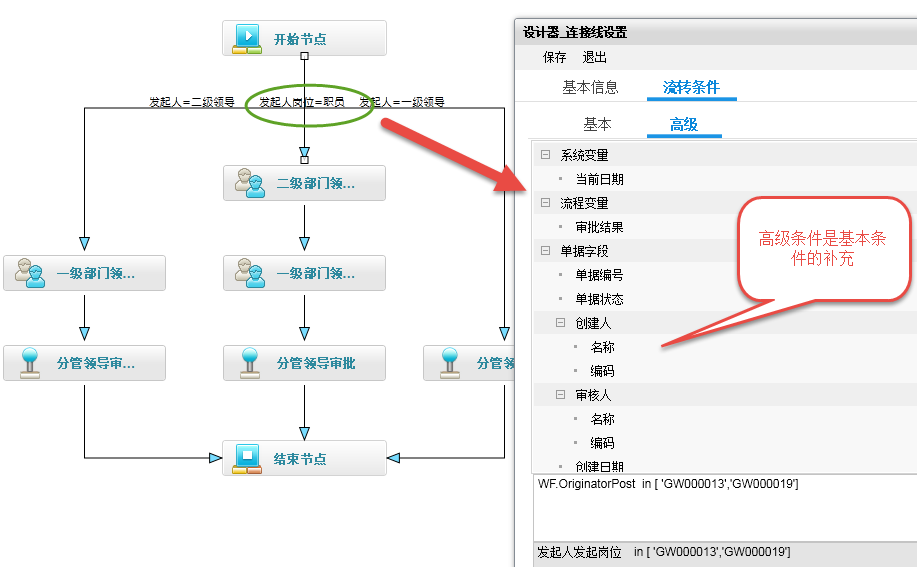 开始节点
发起人=二级领导
发起人岗位=职员
发起人=一级领导
二级部门领...
一级部门领...
一级部门领...
分管领导审...
分管领导审批
分管领
结束节点
设计器_连接线设置
保存 退出
基本信息 流转条件
基本 高级
系统变量
当前日期
流程变量
审批结果
单据字段
单据编号
单据状态
创建人
名称
编码
审核人
名称
编码
创建日期
高级条件是基本条
件的补充
WF.OriginatorPost in [ 'GW000013','GW000019']
发起人发起岗位 in [ 'GW000013','GW000019']